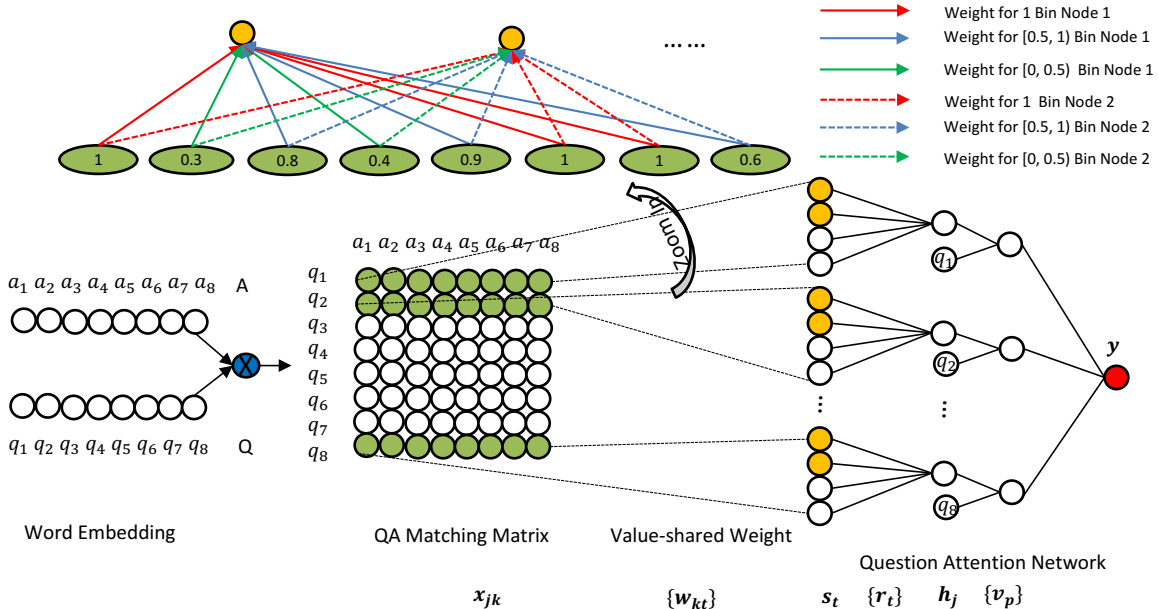 Weight for 1 Bin Node 1
Weight for [0.5, 1) Bin Node 1
Weight for [0, 0.5) Bin Node 1
Weight for 1 Bin Node 2
Weight for [0.5, 1) Bin Node 2
Weight for [0, 0.5) Bin Node 2
... ...
1 0.3 0.8 0.4 0.9 1 1 0.6
Zoom In
a1 a2 a3 a4 a5 a6 a7 a8
q1
q2
q3
q4
q5
q6
q7
q8
a1 a2 a3 a4 a5 a6 a7 a8 A
X
q1 q2 q3 q4 q5 q6 q7 q8 Q
q1
q2
⋮ ⋮
q8
y
Word Embedding
QA Matching Matrix
Value-shared Weight
Question Attention Network
xjk {wkt} st {rt} hj {vp}